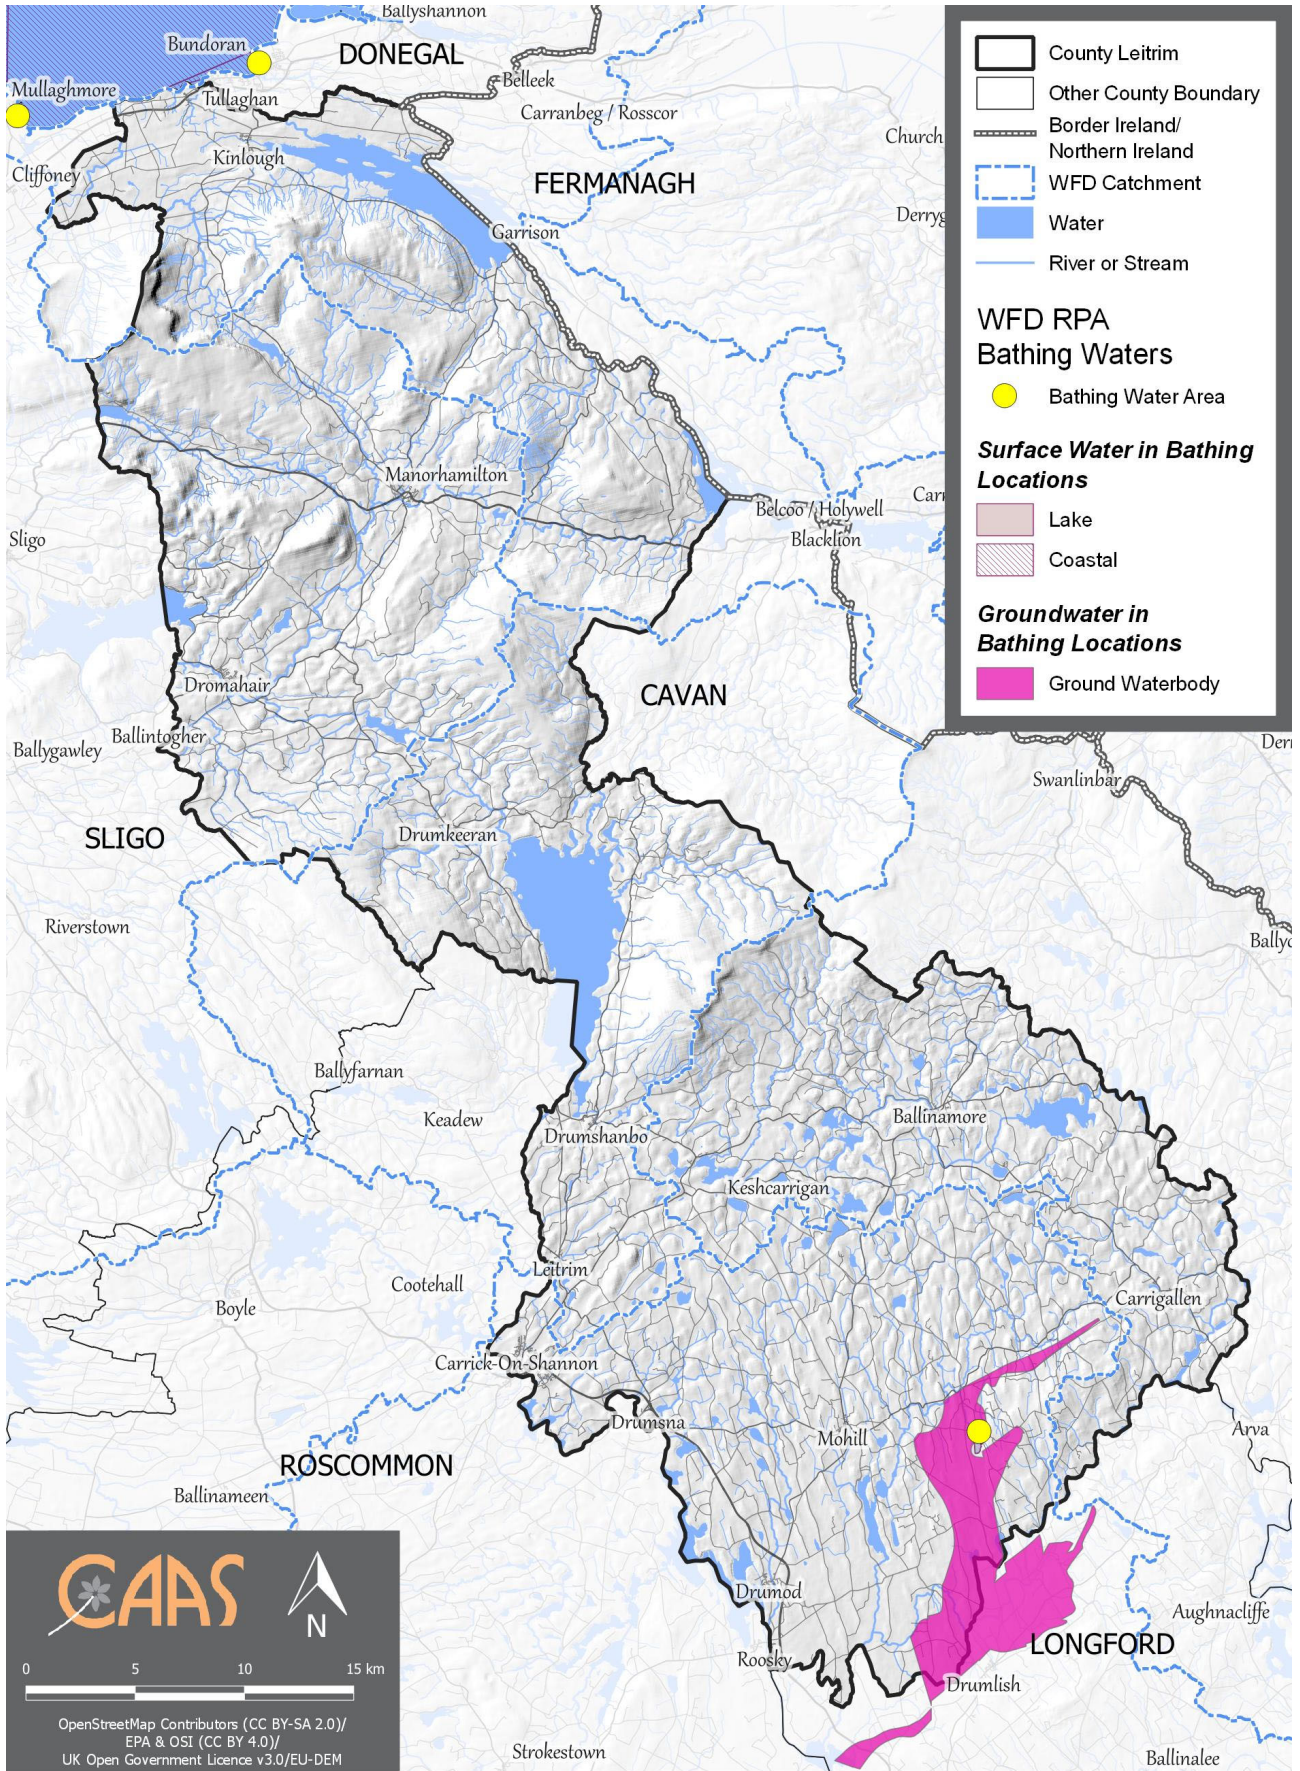 Ballyshannon
Bundoran
DONEGAL
Mullaghmore
Tullaghan
Belleek
Carranbeg / Rosscor
Church
Kinlough
Cliffoney
FERMANAGH
Derryg
Garrison
Manorhamilton
Belcoo / Holywell
Blacklion
Carr
Sligo
Dromahair
CAVAN
Ballintogher
Ballygawley
Swanlinbar
Derr
SLIGO
Drumkeeran
Riverstown
Ballyc
Ballyfarnan
Keadew
Drumshanbo
Ballinamore
Keshcarrigan
Leitrim
Cootehall
Boyle
Carrigallen
Carrick-On-Shannon
Drumsna
Mohill
Arva
ROSCOMMON
Ballinameen
Drumod
Aughnacliffe
LONGFORD
Roosky
Drumlish
Strokestown
Ballinalee
County Leitrim
Other County Boundary
Border Ireland/
Northern Ireland
WFD Catchment
Water
River or Stream
WFD RPA
Bathing Waters
Bathing Water Area
Surface Water in Bathing
Locations
Lake
Coastal
Groundwater in
Bathing Locations
Ground Waterbody
CAAS
N
0 5 10 15 km
OpenStreetMap Contributors (CC BY-SA 2.0)/
EPA & OSI (CC BY 4.0)/
UK Open Government Licence v3.0/EU-DEM